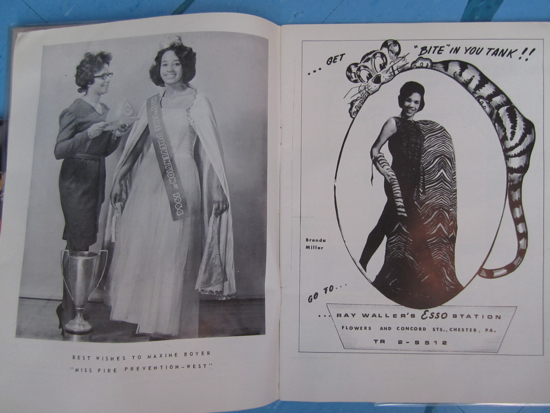 BEST WISHES TO MAXINE BOYER
"MISS FIRE PREVENTION—WEST"
...GET "BITE" IN YOU TANK!!
Brenda
Miller
GO TO...
...RAY WALLER'S ESSO STATION
FLOWERS AND CONCORD STS., CHESTER, PA.
TR 2-9812